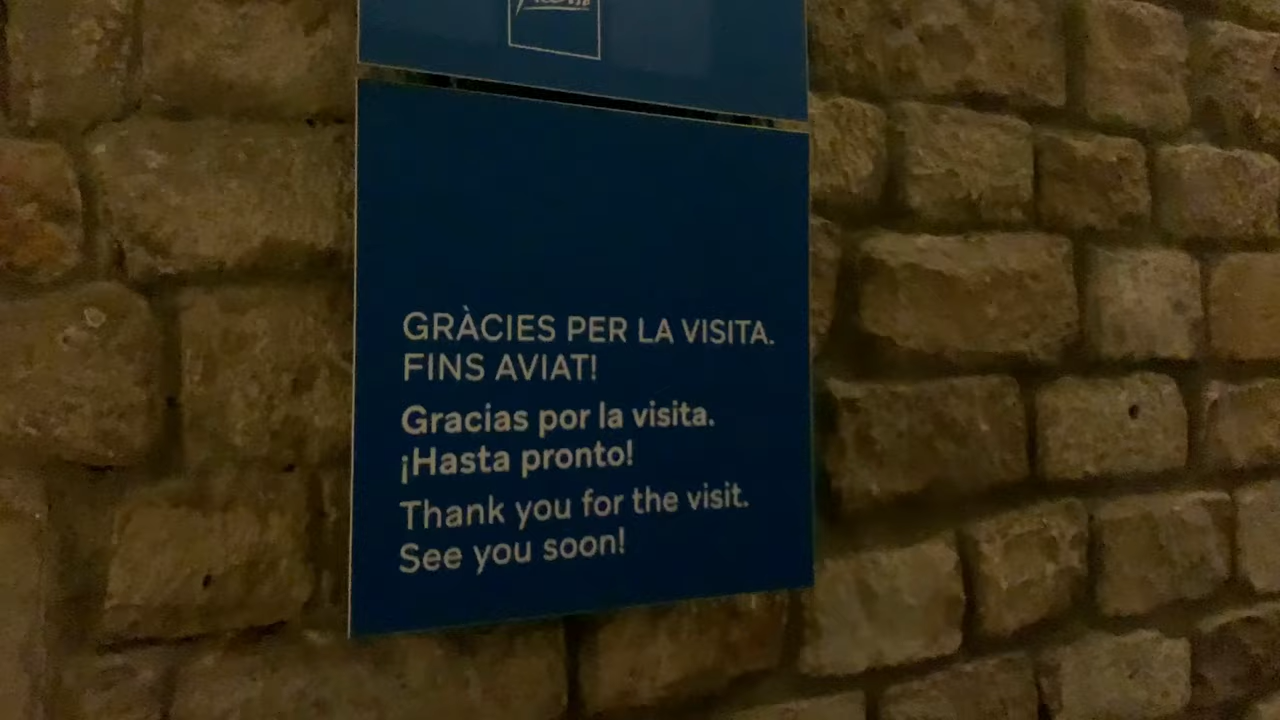 GRÀCIES PER LA VISITA.
FINS AVIAT!
Gracias por la visita.
¡Hasta pronto!
Thank you for the visit.
See you soon!